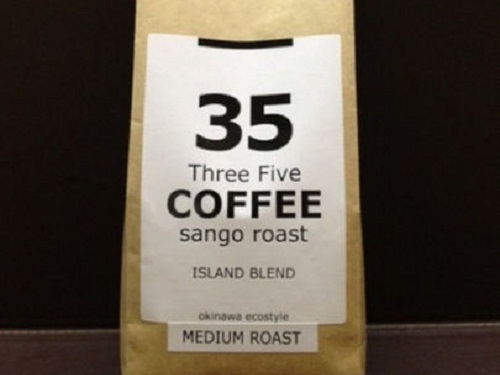 35
Three Five
COFFEE
sango roast
ISLAND BLEND
okinawa ecostyle
MEDIUM ROAST